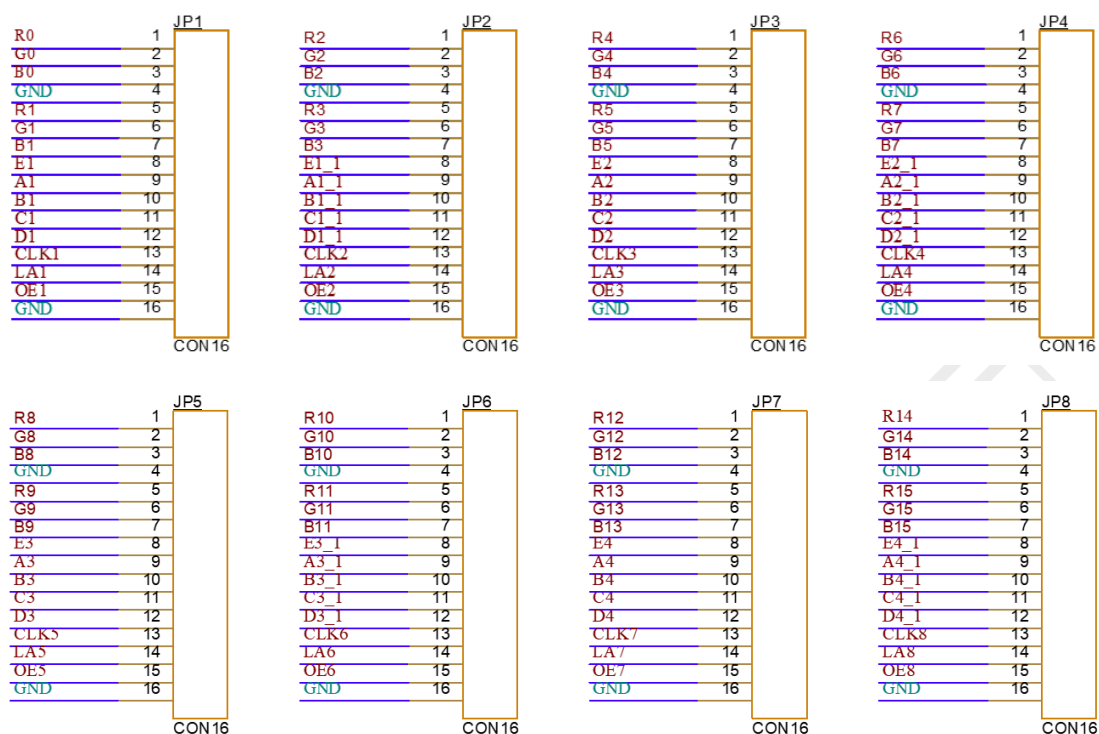 JP1
R0 1
G0 2
B0 3
GND 4
R1 5
G1 6
B1 7
E1 8
A1 9
B1 10
C1 11
D1 12
CLK1 13
LA1 14
OE1 15
GND 16
CON16
JP2
R2 1
G2 2
B2 3
GND 4
R3 5
G3 6
B3 7
E1_1 8
A1_1 9
B1_1 10
C1_1 11
D1_1 12
CLK2 13
LA2 14
OE2 15
GND 16
CON16
JP3
R4 1
G4 2
B4 3
GND 4
R5 5
G5 6
B5 7
E2 8
A2 9
B2 10
C2 11
D2 12
CLK3 13
LA3 14
OE3 15
GND 16
CON16
JP4
R6 1
G6 2
B6 3
GND 4
R7 5
G7 6
B7 7
E2_1 8
A2_1 9
B2_1 10
C2_1 11
D2_1 12
CLK4 13
LA4 14
OE4 15
GND 16
CON16
JP5
R8 1
G8 2
B8 3
GND 4
R9 5
G9 6
B9 7
E3 8
A3 9
B3 10
C3 11
D3 12
CLK5 13
LA5 14
OE5 15
GND 16
CON16
JP6
R10 1
G10 2
B10 3
GND 4
R11 5
G11 6
B11 7
E3_1 8
A3_1 9
B3_1 10
C3_1 11
D3_1 12
CLK6 13
LA6 14
OE6 15
GND 16
CON16
JP7
R12 1
G12 2
B12 3
GND 4
R13 5
G13 6
B13 7
E4 8
A4 9
B4 10
C4 11
D4 12
CLK7 13
LA7 14
OE7 15
GND 16
CON16
JP8
R14 1
G14 2
B14 3
GND 4
R15 5
G15 6
B15 7
E4_1 8
A4_1 9
B4_1 10
C4_1 11
D4_1 12
CLK8 13
LA8 14
OE8 15
GND 16
CON16